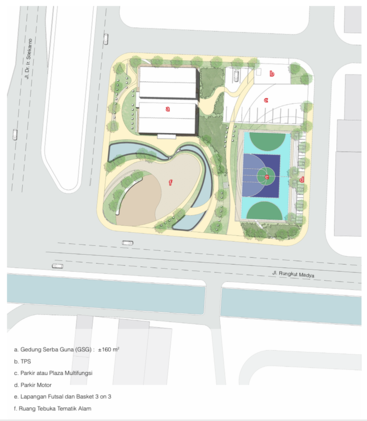 Jl. Dr. Ir. Soekarno
b
c
a
e
d
f
Jl. Rungkut Madya
a. Gedung Serba Guna (GSG) : ±160 m²
b. TPS
c. Parkir atau Plaza Multifungsi
d. Parkir Motor
e. Lapangan Futsal dan Basket 3 on 3
f. Ruang Tebuka Tematik Alam